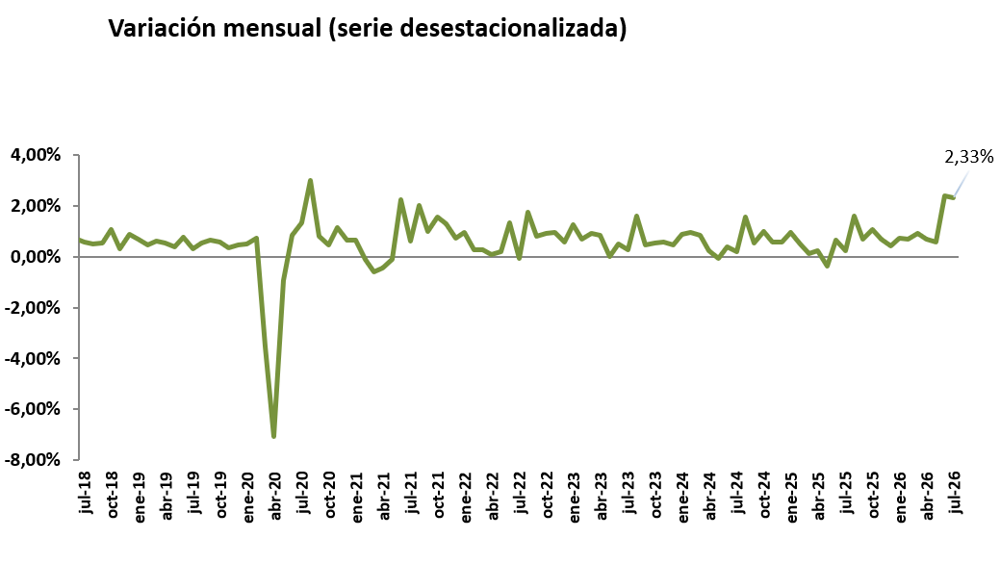 Variación mensual (serie desestacionalizada)
2,33%
4,00%
2,00%
0,00%
-2,00%
-4,00%
-6,00%
-8,00%
jul-18
oct-18
ene-19
abr-19
jul-19
oct-19
ene-20
abr-20
jul-20
oct-20
ene-21
abr-21
jul-21
oct-21
ene-22
abr-22
jul-22
oct-22
ene-23
abr-23
jul-23
oct-23
ene-24
abr-24
jul-24
oct-24
ene-25
abr-25
jul-25
oct-25
ene-26
abr-26
jul-26